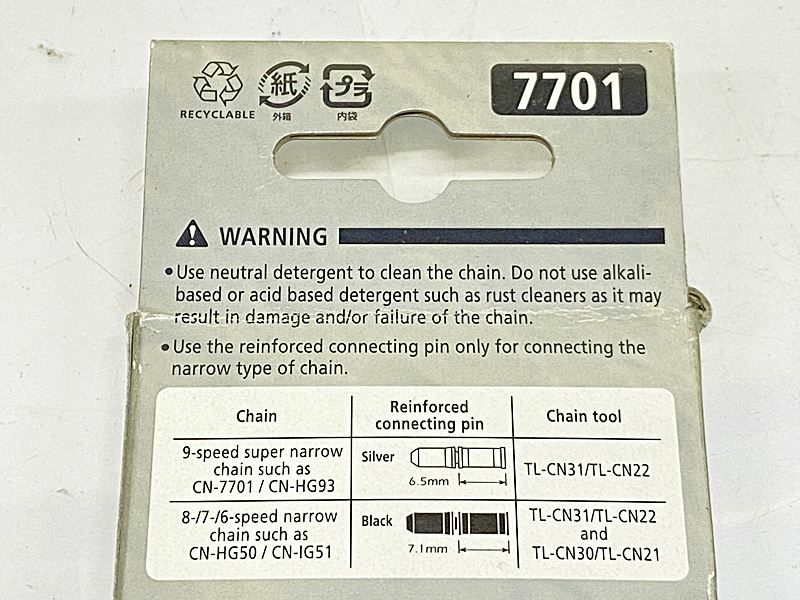 紙
プラ
7701
RECYCLABLE
外箱
内袋
WARNING
•Use neutral detergent to clean the chain. Do not use alkali-
based or acid based detergent such as rust cleaners as it may
result in damage and/or failure of the chain.
•Use the reinforced connecting pin only for connecting the
narrow type of chain.
Chain
Reinforced
connecting pin
Chain tool
9-speed super narrow
chain such as
CN-7701 / CN-HG93
Silver
6.5mm
TL-CN31/TL-CN22
8-/7-/6-speed narrow
chain such as
CN-HG50 / CN-IG51
Black
7.1mm
TL-CN31/TL-CN22
and
TL-CN30/TL-CN21